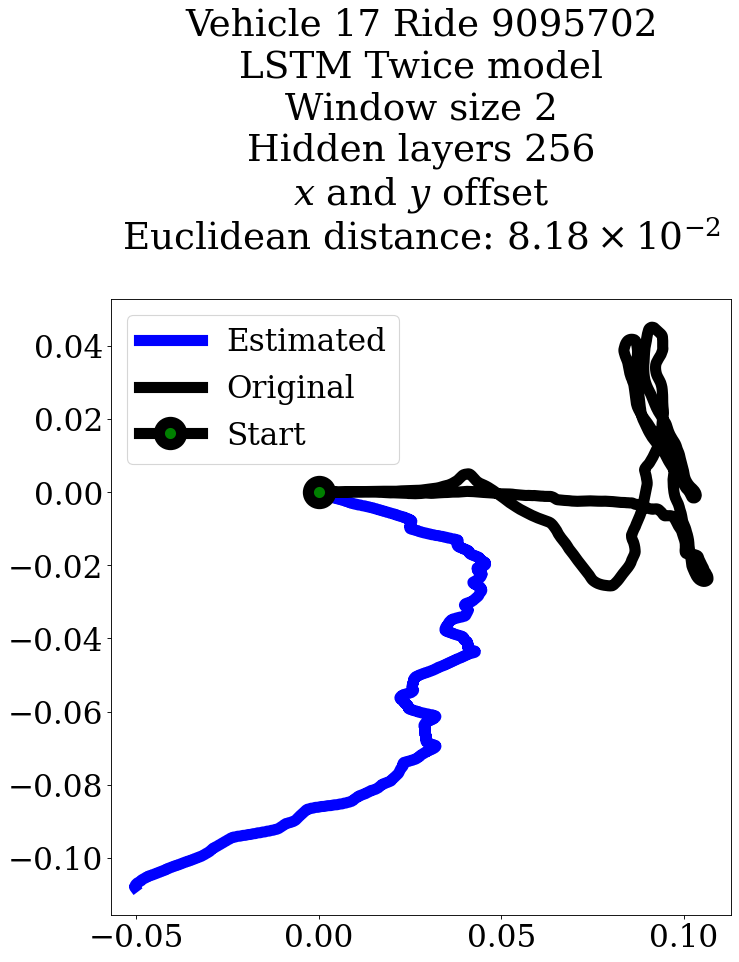 Vehicle 17 Ride 9095702
LSTM Twice model
Window size 2
Hidden layers 256
x and y offset
Euclidean distance: 8.18 × 10⁻²
Estimated
Original
Start
0.04
0.02
0.00
−0.02
−0.04
−0.06
−0.08
−0.10
−0.05 0.00 0.05 0.10